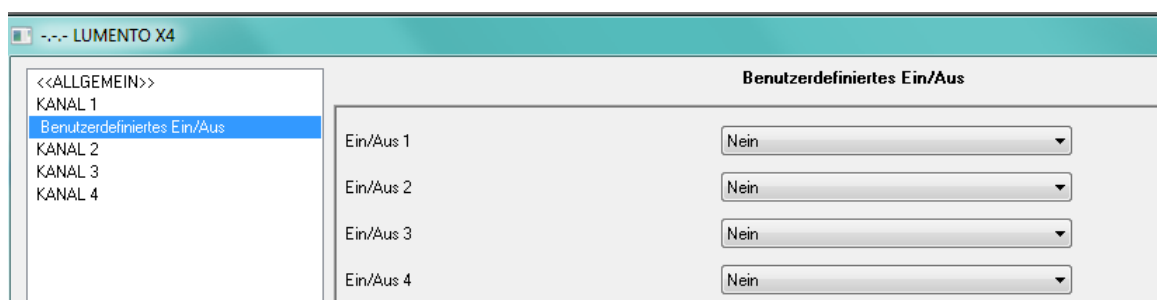 -.-.- LUMENTO X4
<<ALLGEMEIN>>
KANAL 1
Benutzerdefiniertes Ein/Aus
KANAL 2
KANAL 3
KANAL 4
Benutzerdefiniertes Ein/Aus
Ein/Aus 1 Nein
Ein/Aus 2 Nein
Ein/Aus 3 Nein
Ein/Aus 4 Nein